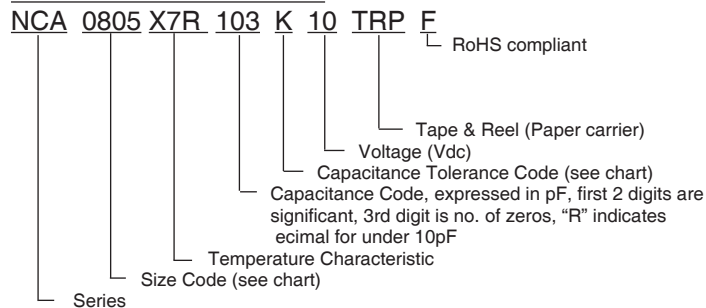 NCA 0805 X7R 103 K 10 TRP F
RoHS compliant
Tape & Reel (Paper carrier)
Voltage (Vdc)
Capacitance Tolerance Code (see chart)
Capacitance Code, expressed in pF, first 2 digits are
significant, 3rd digit is no. of zeros, “R” indicates
ecimal for under 10pF
Temperature Characteristic
Size Code (see chart)
Series